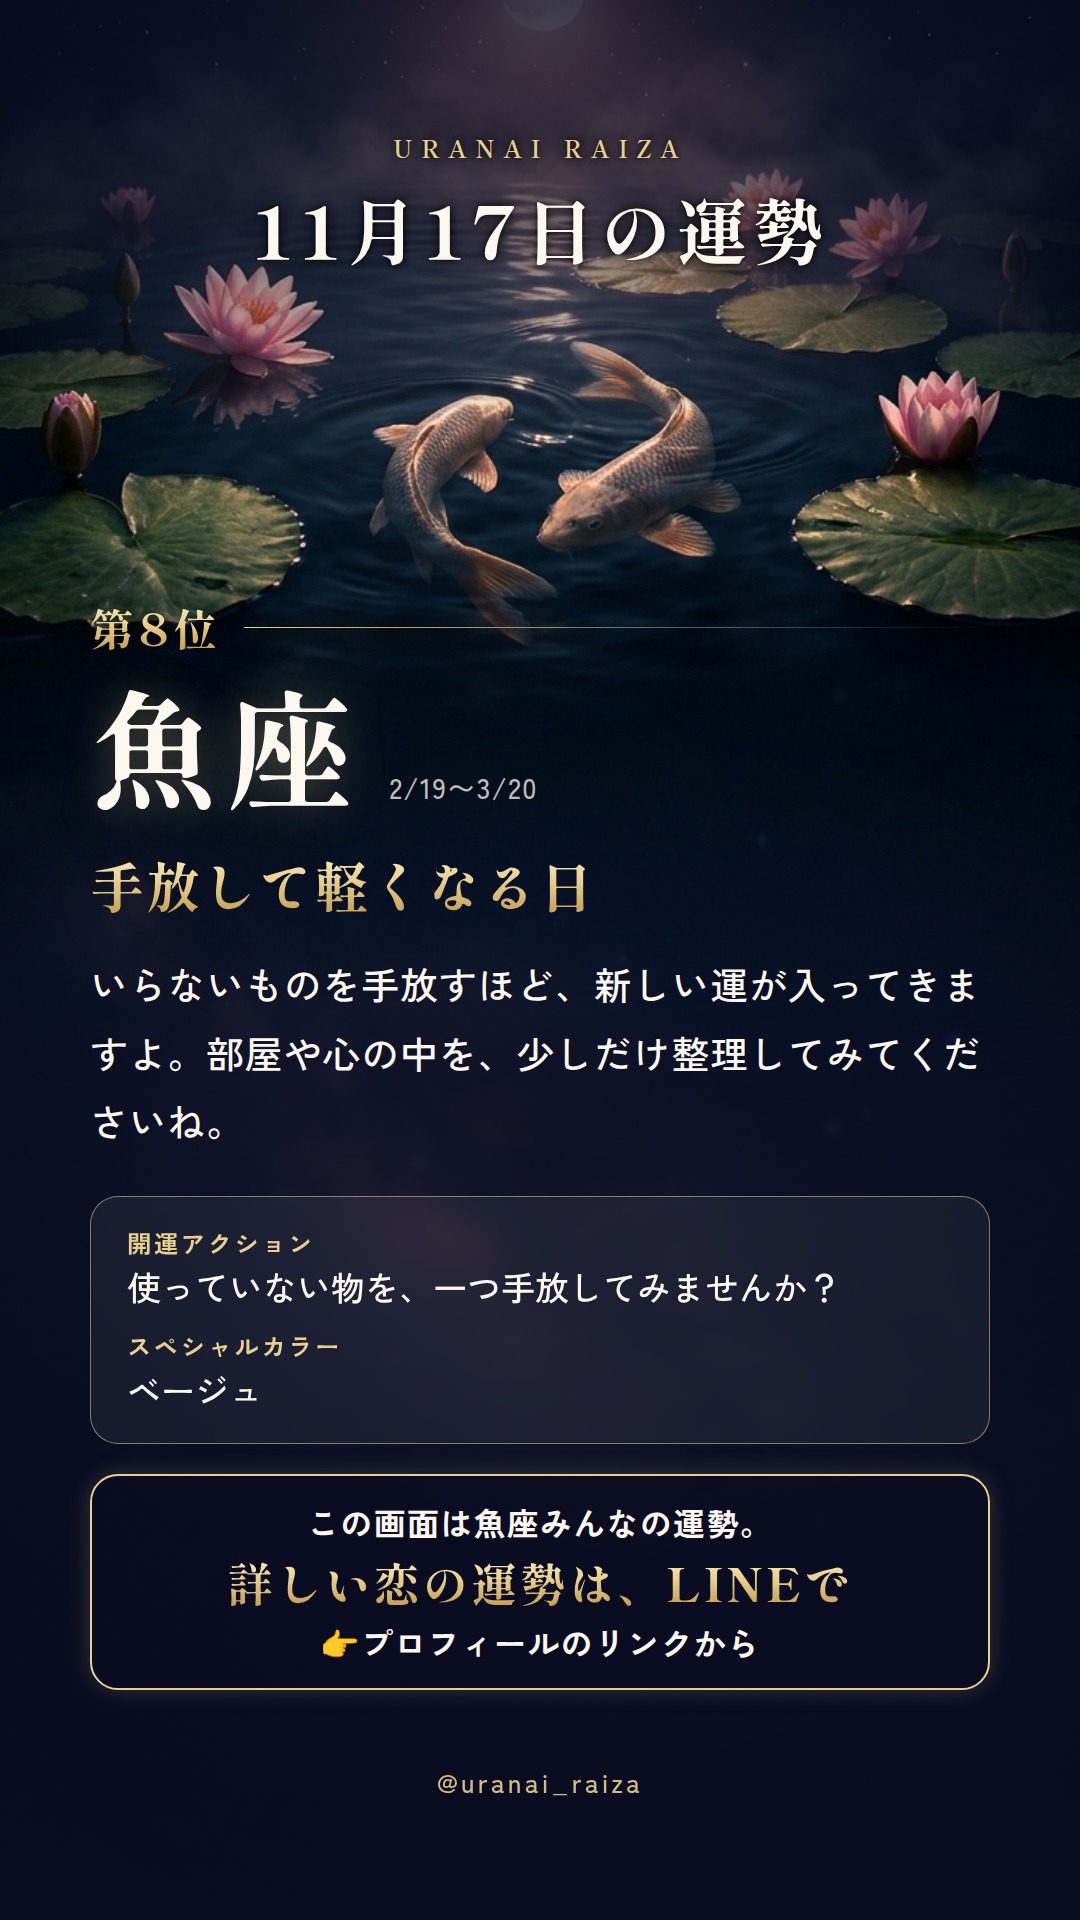 URANAI RAIZA
11月17日の運勢
第8位
魚座 2/19〜3/20
手放して軽くなる日
いらないものを手放すほど、新しい運が入ってきま
すよ。部屋や心の中を、少しだけ整理してみてくだ
さいね。
開運アクション
使っていない物を、一つ手放してみませんか？
スペシャルカラー
ベージュ
この画面は魚座みんなの運勢。
詳しい恋の運勢は、LINEで
👉プロフィールのリンクから
@uranai_raiza